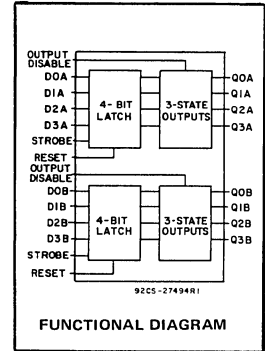 OUTPUT
DISABLE
D0A Q0A
D1A Q1A
D2A 4-BIT 3-STATE Q2A
D3A LATCH OUTPUTS Q3A
STROBE
RESET
OUTPUT
DISABLE
D0B Q0B
D1B Q1B
D2B 4-BIT 3-STATE Q2B
D3B LATCH OUTPUTS Q3B
STROBE
RESET
92CS-27494R1
FUNCTIONAL DIAGRAM